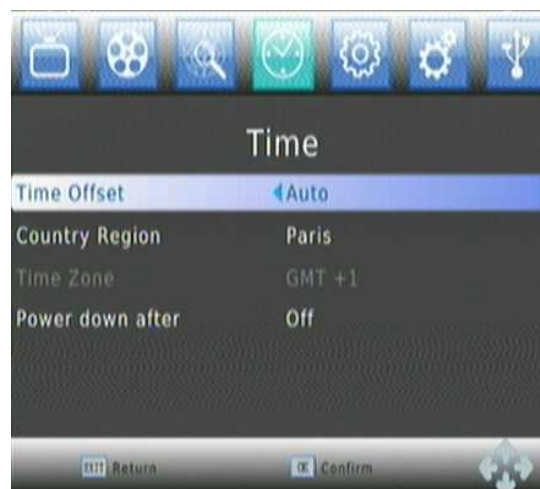 Time
Time Offset Auto
Country Region Paris
Time Zone GMT +1
Power down after Off
EXIT Return OK Confirm